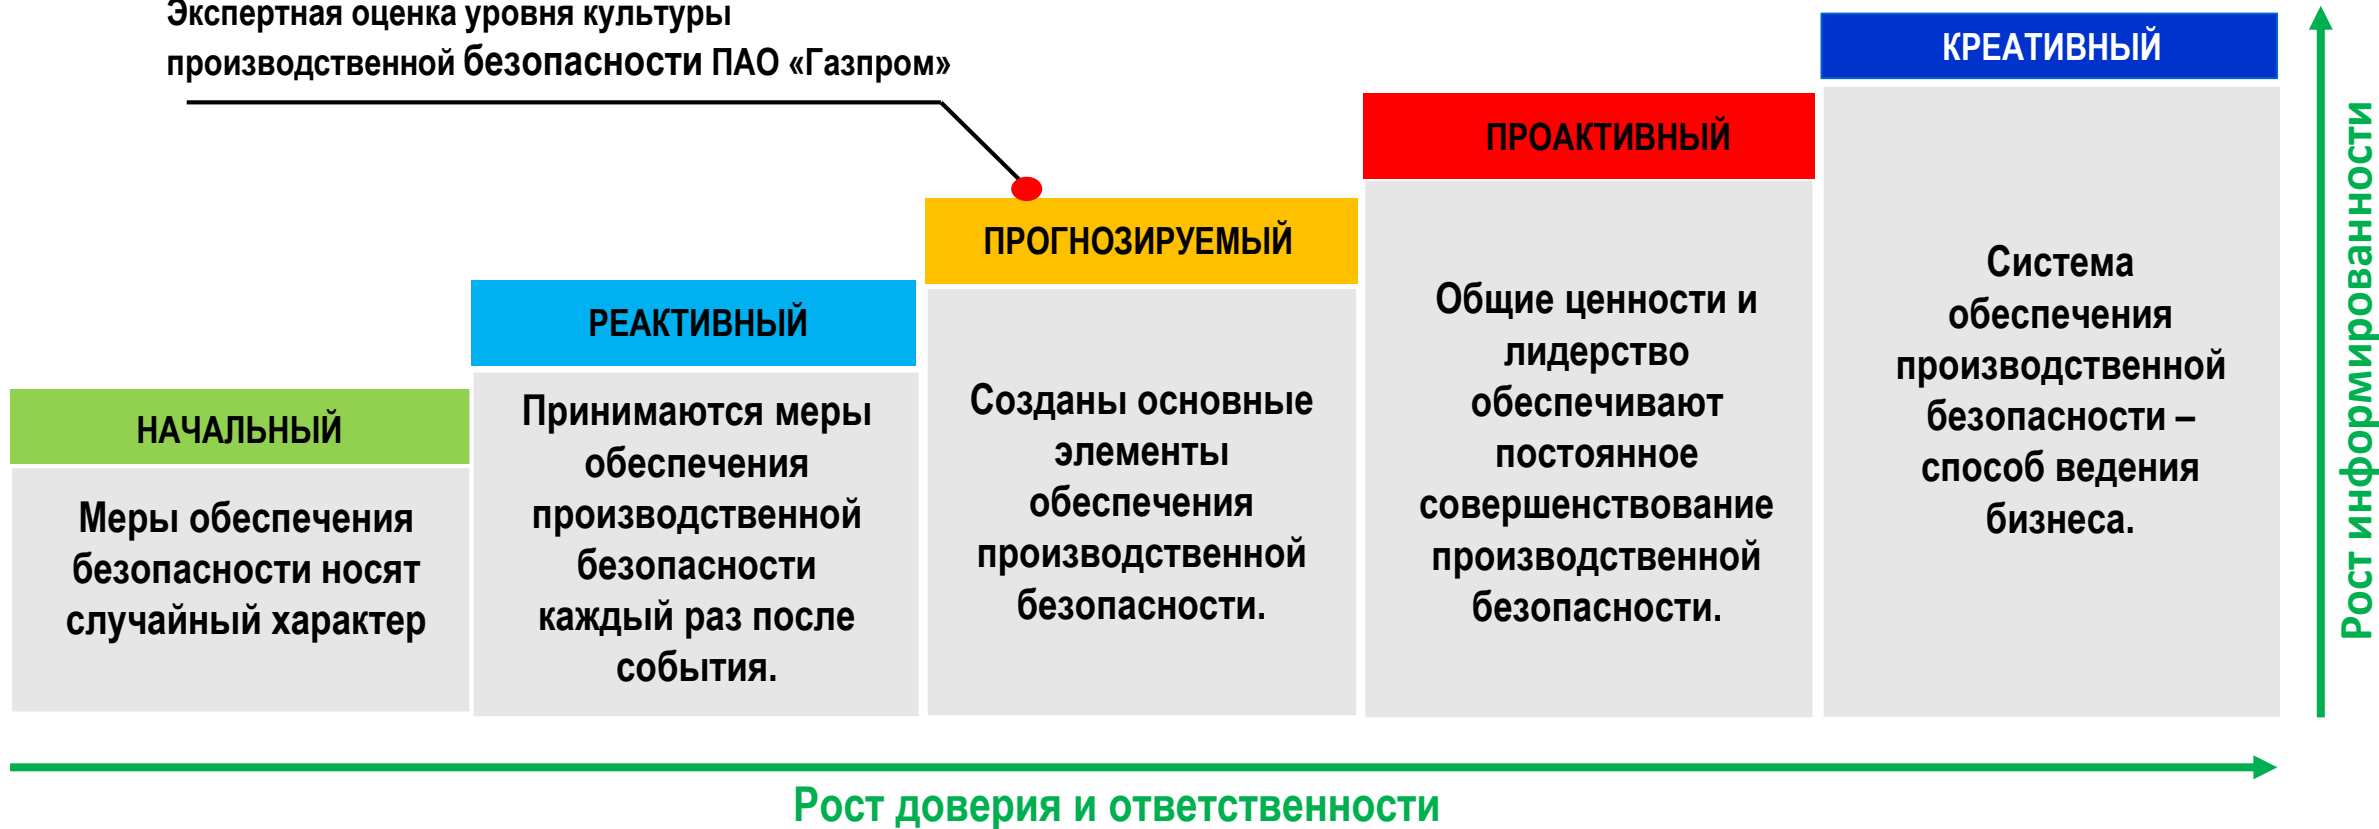 Экспертная оценка уровня культуры
производственной безопасности ПАО «Газпром»
НАЧАЛЬНЫЙ
Меры обеспечения
безопасности носят
случайный характер
РЕАКТИВНЫЙ
Принимаются меры
обеспечения
производственной
безопасности
каждый раз после
события.
ПРОГНОЗИРУЕМЫЙ
Созданы основные
элементы
обеспечения
производственной
безопасности.
ПРОАКТИВНЫЙ
Общие ценности и
лидерство
обеспечивают
постоянное
совершенствование
производственной
безопасности.
КРЕАТИВНЫЙ
Система
обеспечения
производственной
безопасности –
способ ведения
бизнеса.
Рост информированности
Рост доверия и ответственности